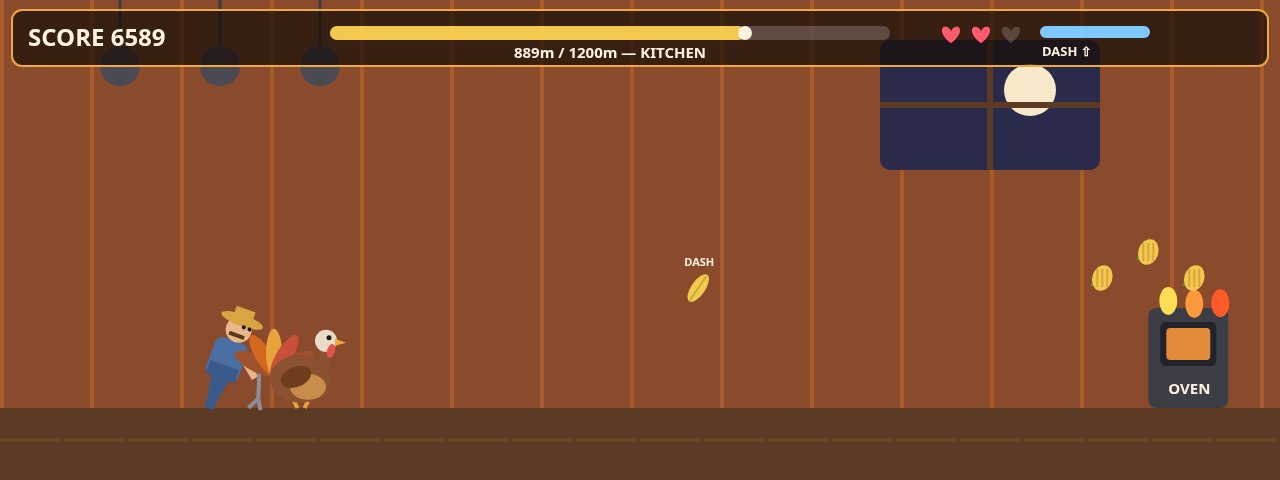 SCORE 6589
889m / 1200m — KITCHEN
DASH ⇧
DASH
OVEN